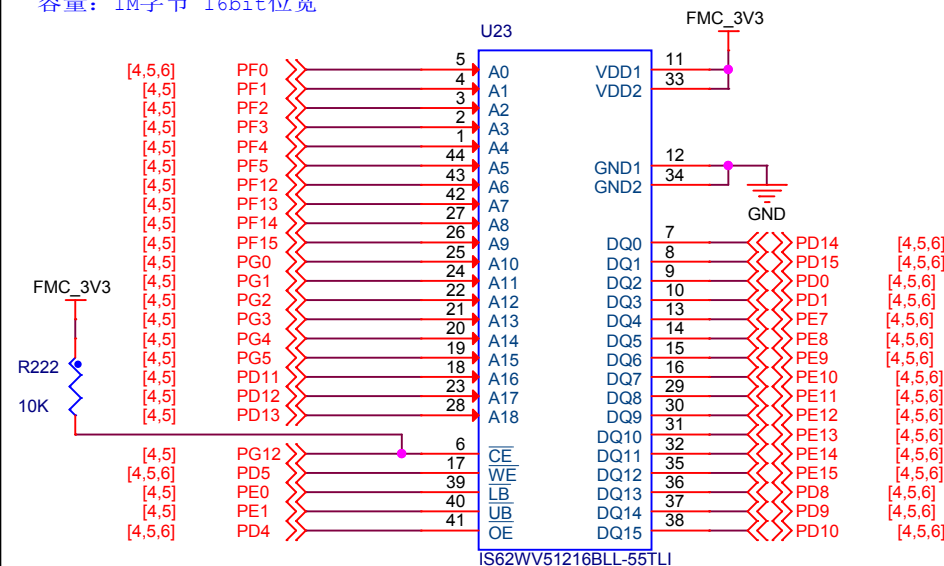 容量：1M字节 16bit位宽
FMC_3V3
U23
[4,5,6] PF0 5 A0 VDD1 11
[4,5] PF1 4 A1 VDD2 33
[4,5] PF2 3 A2
[4,5] PF3 2 A3
[4,5] PF4 1 A4
[4,5] PF5 44 A5 GND1 12
[4,5] PF12 43 A6 GND2 34
[4,5] PF13 42 A7
GND
[4,5] PF14 27 A8
[4,5] PF15 26 A9 DQ0 7 PD14 [4,5,6]
[4,5] PG0 25 A10 DQ1 8 PD15 [4,5,6]
[4,5] PG1 24 A11 DQ2 9 PD0 [4,5,6]
FMC_3V3
[4,5] PG2 22 A12 DQ3 10 PD1 [4,5,6]
[4,5] PG3 21 A13 DQ4 13 PE7 [4,5,6]
[4,5] PG4 20 A14 DQ5 14 PE8 [4,5,6]
[4,5] PG5 19 A15 DQ6 15 PE9 [4,5,6]
R222
[4,5] PD11 18 A16 DQ7 16 PE10 [4,5,6]
[4,5] PD12 23 A17 DQ8 29 PE11 [4,5,6]
10K
[4,5] PD13 28 A18 DQ9 30 PE12 [4,5,6]
DQ10 31 PE13 [4,5,6]
[4,5] PG12 6 CE DQ11 32 PE14 [4,5,6]
[4,5,6] PD5 17 WE DQ12 35 PE15 [4,5,6]
[4,5] PE0 39 LB DQ13 36 PD8 [4,5,6]
[4,5] PE1 40 UB DQ14 37 PD9 [4,5,6]
[4,5,6] PD4 41 OE DQ15 38 PD10 [4,5,6]
IS62WV51216BLL-55TLI